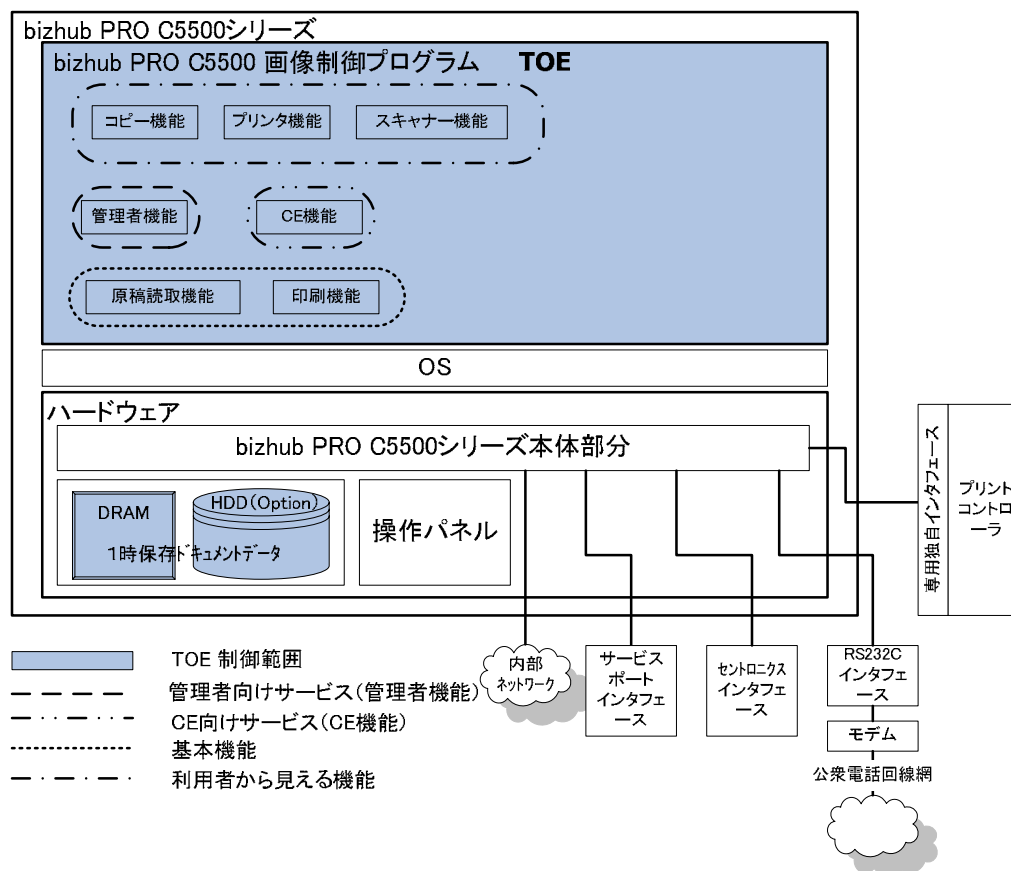 bizhub PRO C5500シリーズ
bizhub PRO C5500 画像制御プログラム TOE
コピー機能
プリンタ機能
スキャナー機能
管理者機能
CE機能
原稿読取機能
印刷機能
OS
ハードウェア
bizhub PRO C5500シリーズ本体部分
DRAM
HDD(Option)
1時保存ドキュメントデータ
操作パネル
専用独自インタフェース
プリント
コントロ
ーラ
内部
ネットワーク
サービス
ポート
インタフ
ェース
セントロニクス
インタフェ
ース
RS232C
インタフェ
ース
モデム
公衆電話回線網
TOE 制御範囲
管理者向けサービス(管理者機能)
CE向けサービス(CE機能)
基本機能
利用者から見える機能